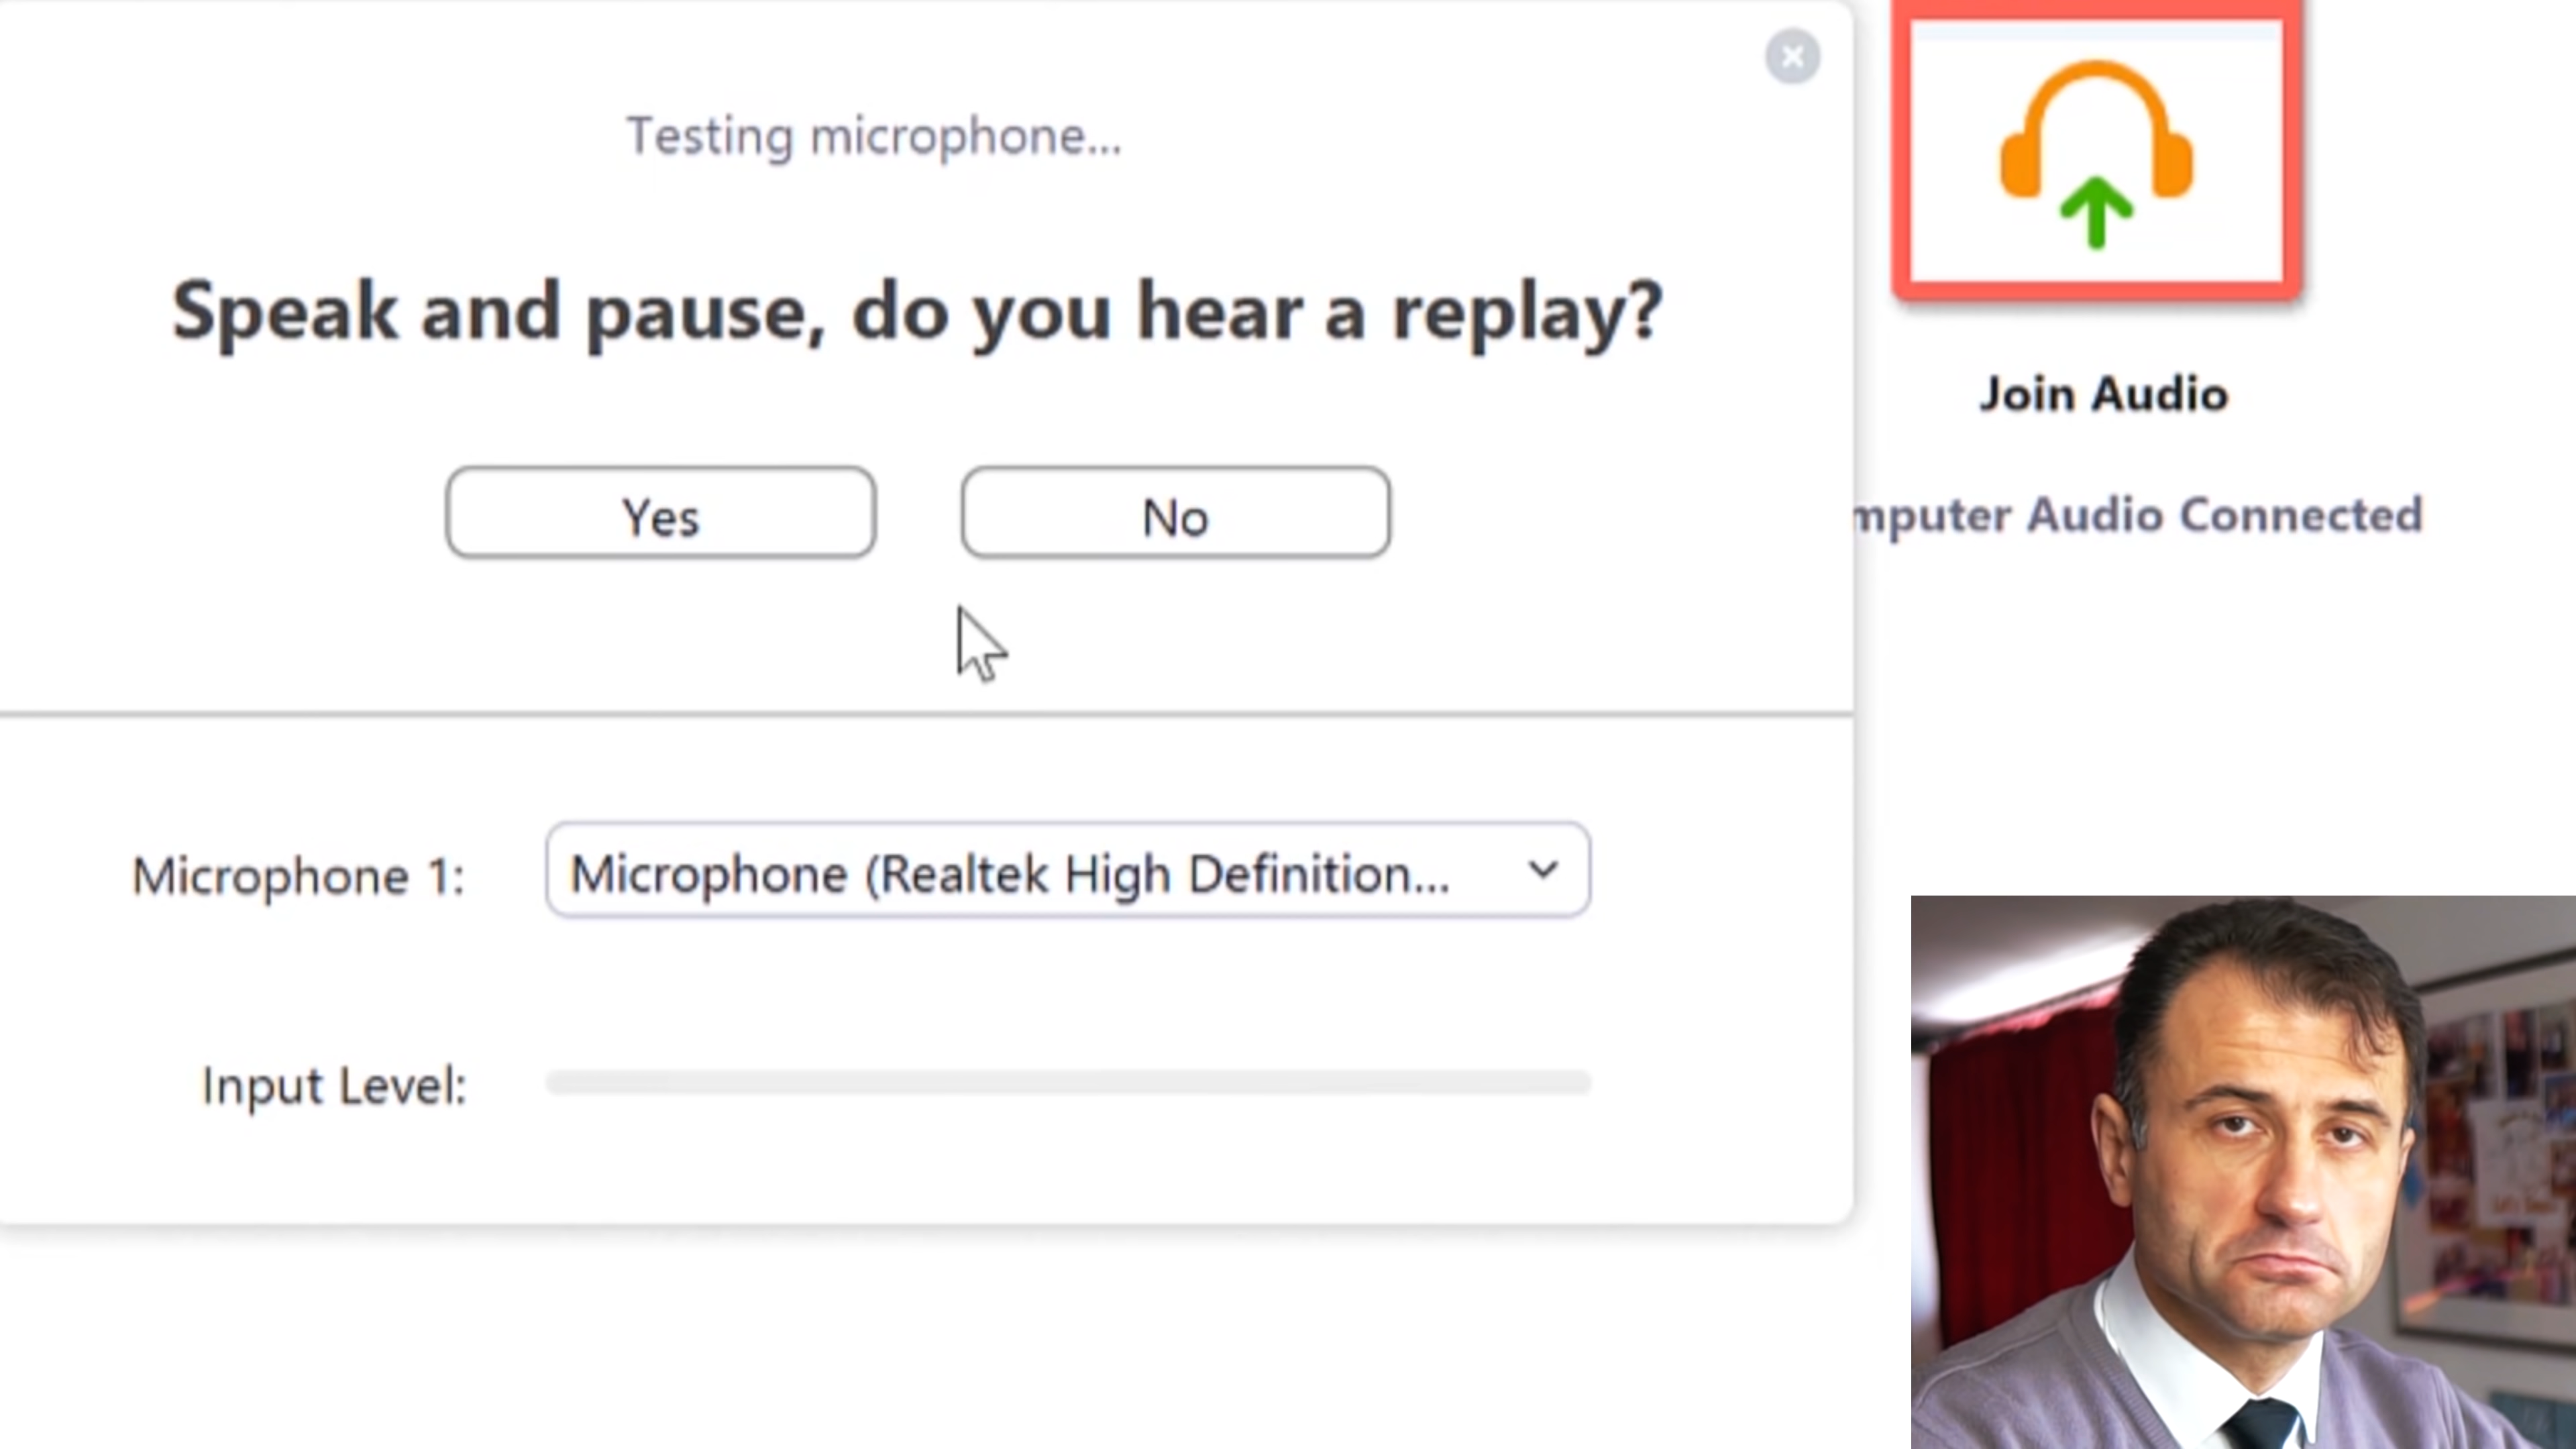 Testing microphone...
Speak and pause, do you hear a replay?
Yes
No
Microphone 1:
Microphone (Realtek High Definition...
Input Level:
Join Audio
mputer Audio Connected